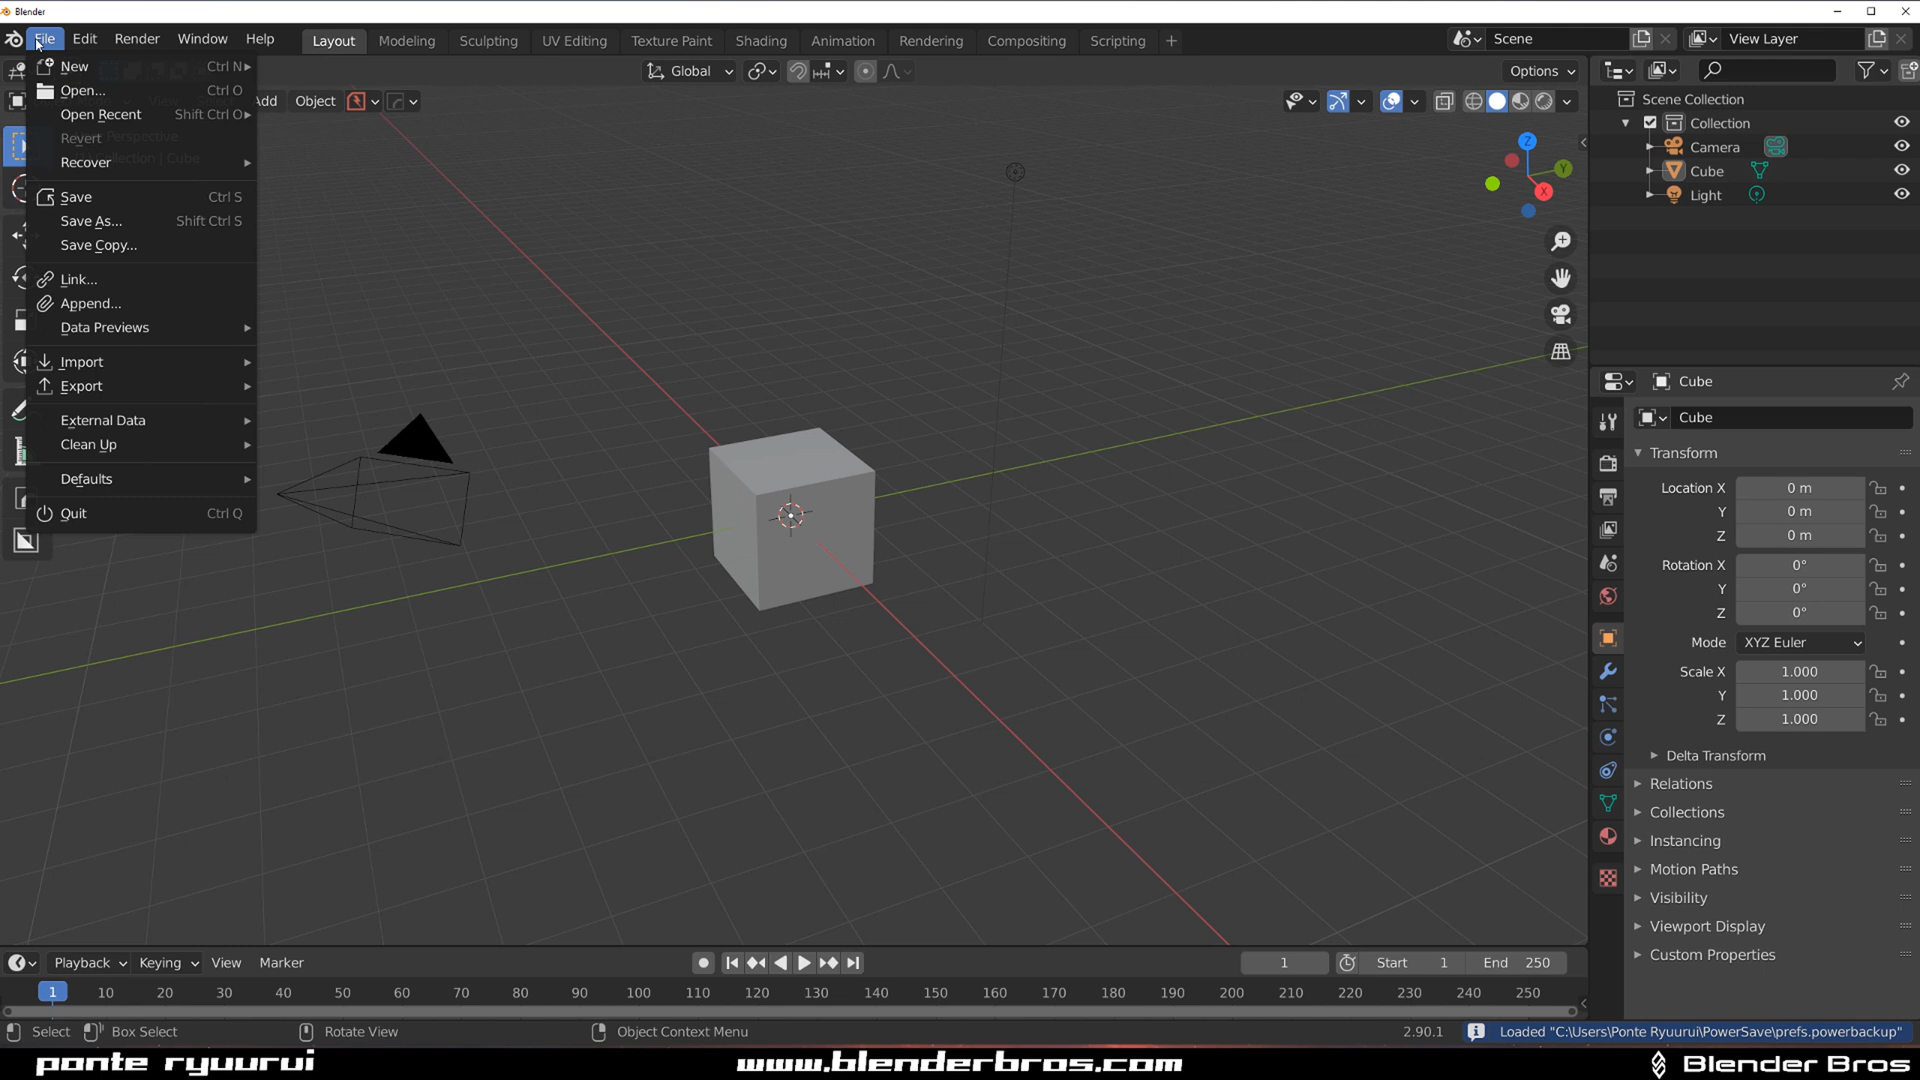 Blender
File Edit Render Window Help Layout Modeling Sculpting UV Editing Texture Paint Shading Animation Rendering Compositing Scripting + Scene View Layer
New Ctrl N
Open... Ctrl O
Open Recent Shift Ctrl O
Revert
Recover
Save Ctrl S
Save As... Shift Ctrl S
Save Copy...
Link...
Append...
Data Previews
Import
Export
External Data
Clean Up
Defaults
Quit Ctrl Q
Global
Options
Add Object
Perspective
Collection | Cube
Z
Y
X
Scene Collection
Collection
Camera
Cube
Light
Cube
Cube
Transform
Location X 0 m
Y 0 m
Z 0 m
Rotation X 0°
Y 0°
Z 0°
Mode XYZ Euler
Scale X 1.000
Y 1.000
Z 1.000
Delta Transform
Relations
Collections
Instancing
Motion Paths
Visibility
Viewport Display
Custom Properties
Playback Keying View Marker 1 Start 1 End 250
1 10 20 30 40 50 60 70 80 90 100 110 120 130 140 150 160 170 180 190 200 210 220 230 240 250
Select Box Select Rotate View Object Context Menu 2.90.1 Loaded "C:\Users\Ponte Ryuurui\PowerSave\prefs.powerbackup"
ponte ryuurui www.blenderbros.com Blender Bros